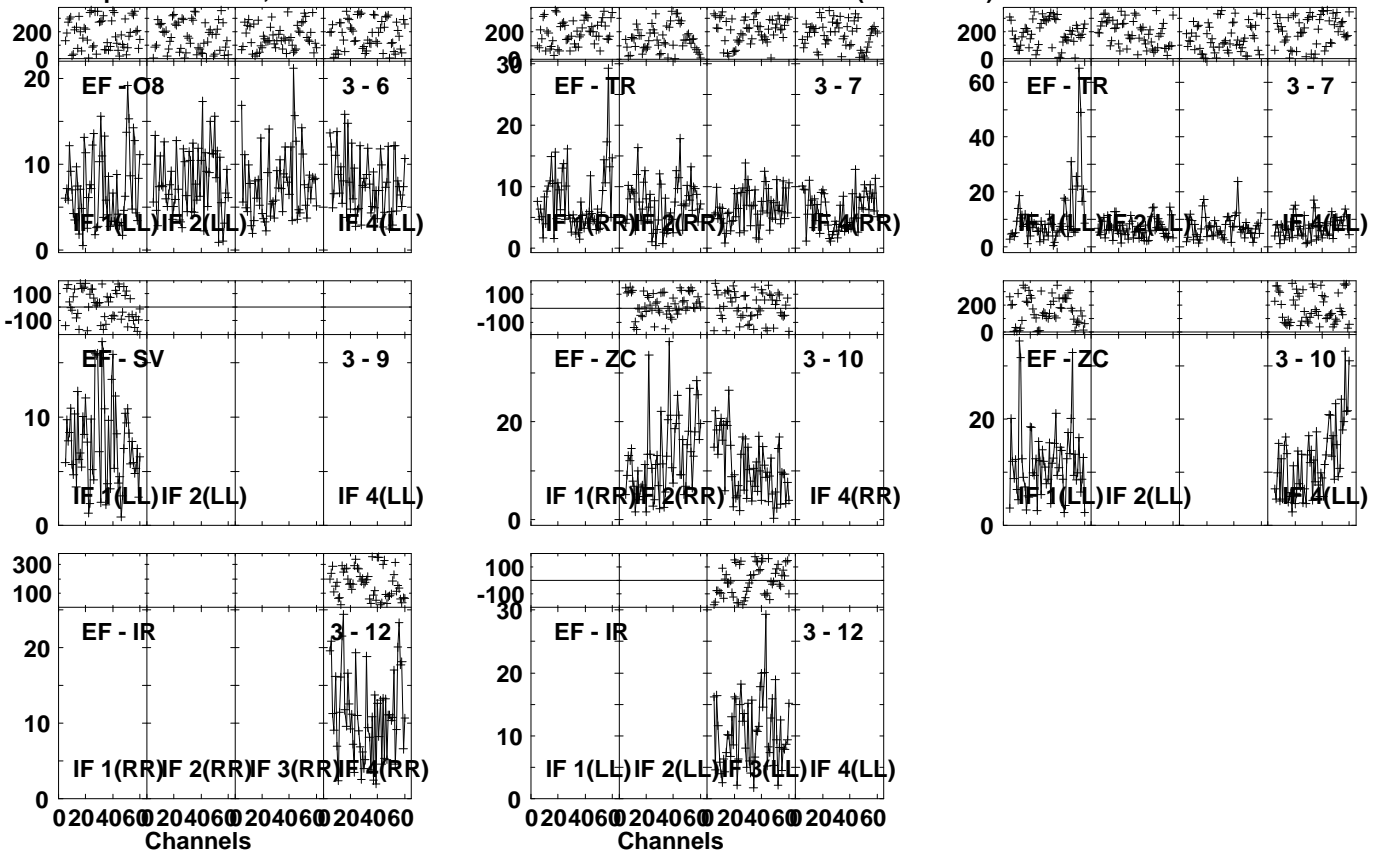 200
0
20
10
0
EF - O8
3 - 6
IF 1(LL) IF 2(LL) IF 4(LL)
200
0
30
20
10
0
EF - TR
3 - 7
IF 1(RR) IF 2(RR) IF 4(RR)
200
0
60
40
20
0
EF - TR
3 - 7
IF 1(LL) IF 2(LL) IF 4(LL)
100
-100
10
0
EF - SV
3 - 9
IF 1(LL) IF 2(LL) IF 4(LL)
100
-100
20
0
EF - ZC
3 - 10
IF 1(RR) IF 2(RR) IF 4(RR)
200
0
20
0
EF - ZC
3 - 10
IF 1(LL) IF 2(LL) IF 4(LL)
300
100
20
10
0
EF - IR
3 - 12
IF 1(RR) IF 2(RR) IF 3(RR) IF 4(RR)
0 20 40 60 0 20 40 60 0 20 40 60 0 20 40 60
Channels
100
-100
30
20
10
0
EF - IR
3 - 12
IF 1(LL) IF 2(LL) IF 3(LL) IF 4(LL)
0 20 40 60 0 20 40 60 0 20 40 60 0 20 40 60
Channels